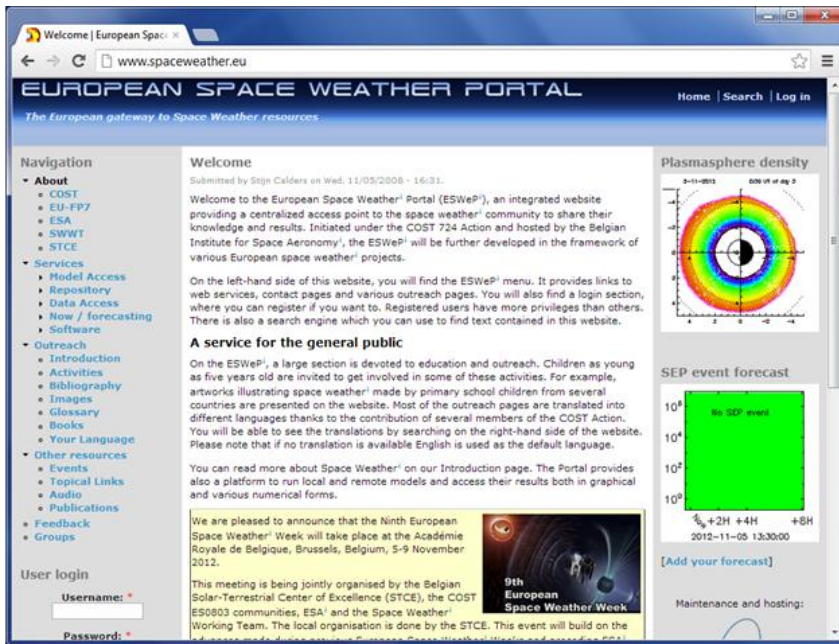 Welcome | European Spac
www.spaceweather.eu
EUROPEAN SPACE WEATHER PORTAL
Home | Search | Log in
The European gateway to Space Weather resources
Navigation
About
COST
EU-FP7
ESA
SWWT
STCE
Services
Model Access
Repository
Data Access
Now / forecasting
Software
Outreach
Introduction
Activities
Bibliography
Images
Glossary
Books
Your Language
Other resources
Events
Topical Links
Audio
Publications
Feedback
Groups
User login
Username: *
Password: *
Welcome
Submitted by Stijn Calders on Wed, 11/05/2008 - 16:31.
Welcome to the European Space Weather Portal (ESWeP), an integrated website
providing a centralized access point to the space weather community to share their
knowledge and results. Initiated under the COST 724 Action and hosted by the Belgian
Institute for Space Aeronomy, the ESWeP will be further developed in the framework of
various European space weather projects.
On the left-hand side of this website, you will find the ESWeP menu. It provides links to
web services, contact pages and various outreach pages. You will also find a login section,
where you can register if you want to. Registered users have more privileges than others.
There is also a search engine which you can use to find text contained in this website.
A service for the general public
On the ESWeP, a large section is devoted to education and outreach. Children as young
as five years old are invited to get involved in some of these activities. For example,
artworks illustrating space weather made by primary school children from several
countries are presented on the website. Most of the outreach pages are translated into
different languages thanks to the contribution of several members of the COST Action.
You will be able to see the translations by searching on the right-hand side of the website.
Please note that if no translation is available English is used as the default language.
You can read more about Space Weather on our Introduction page. The Portal provides
also a platform to run local and remote models and access their results both in graphical
and various numerical forms.
We are pleased to announce that the Ninth European
Space Weather Week will take place at the Académie
Royale de Belgique, Brussels, Belgium, 5-9 November
2012.
This meeting is being jointly organised by the Belgian
Solar-Terrestrial Center of Excellence (STCE), the COST
ES0803 communities, ESA and the Space Weather
Working Team. The local organisation is done by the STCE. This event will build on the
9th
European
Space Weather Week
Plasmasphere density
SEP event forecast
No SEP event
Now +2H +4H +8H
2012-11-05 13:30:00
[Add your forecast]
Maintenance and hosting: